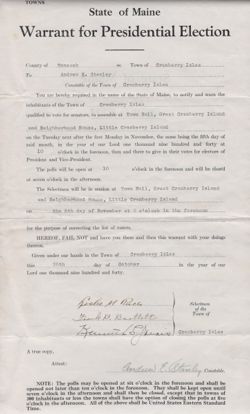 TOWNS
State of Maine
Warrant for Presidential Election
County of Hancock ss Town of Cranberry Isles
To Andrew E. Stanley
Constable of the Town of Cranberry Isles
You are hereby required in the name of the State of Maine, to notify and warn the
inhabitants of the Town of Cranberry Isles
qualified to vote for senators, to assemble at Town Hall, Great Cranberry Island
and Neighborhood House, Little Cranberry Island
on the Tuesday next after the first Monday in November, the same being the fifth day of
said month, in the year of our Lord one thousand nine hundred and forty at
10 o'clock in the forenoon, then and there to give in their votes for electors of
President and Vice-President.
The polls will be open at 10 o'clock in the forenoon and will be closed
at seven o'clock in the afternoon.
The Selectmen will be in session at Town Hall, Great Cranberry Island
and Neighborhood House, Little Cranberry Island
on the 5th day of November at 8 o'clock in the forenoon
for the purpose of correcting the list of voters.
HEREOF, FAIL NOT and have you there and then this warrant with your doings
thereon.
Given under our hands in the Town of Cranberry Isles
this 26th day of October in the year of our
Lord one thousand nine hundred and forty.
Selectmen
of the
Town of
Cranberry Isles
A true copy,
Attest: Andrew E. Stanley Constable.
NOTE: The polls may be opened at six o'clock in the forenoon and shall be
opened not later than ten o'clock in the forenoon. They shall be kept open until
seven o'clock in the afternoon and shall then be closed, except that in towns of
300 inhabitants or less the towns shall have the option of closing the polls at five
o'clock in the afternoon. All of the above shall be United States Eastern Standard
Time.